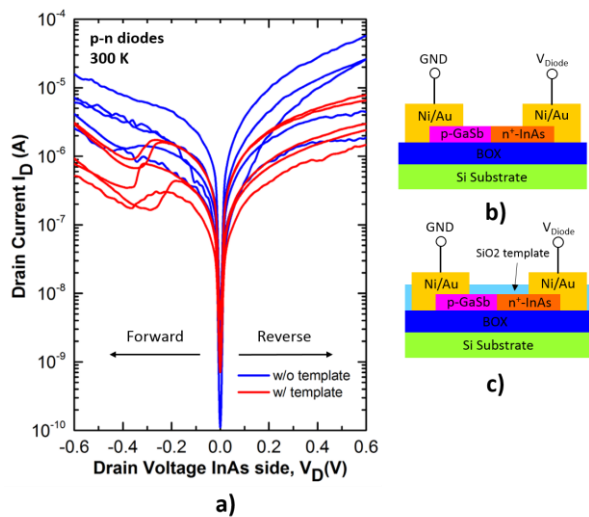 a)
p-n diodes
300 K
Drain Current I_D (A)
10^-4
10^-5
10^-6
10^-7
10^-8
10^-9
10^-10
Forward
Reverse
w/o template
w/ template
-0.6
-0.4
-0.2
0.0
0.2
0.4
0.6
Drain Voltage InAs side, V_D(V)
a)
GND
V_Diode
Ni/Au
Ni/Au
p-GaSb
n⁺-InAs
BOX
Si Substrate
b)
GND
V_Diode
SiO2 template
Ni/Au
Ni/Au
p-GaSb
n⁺-InAs
BOX
Si Substrate
c)